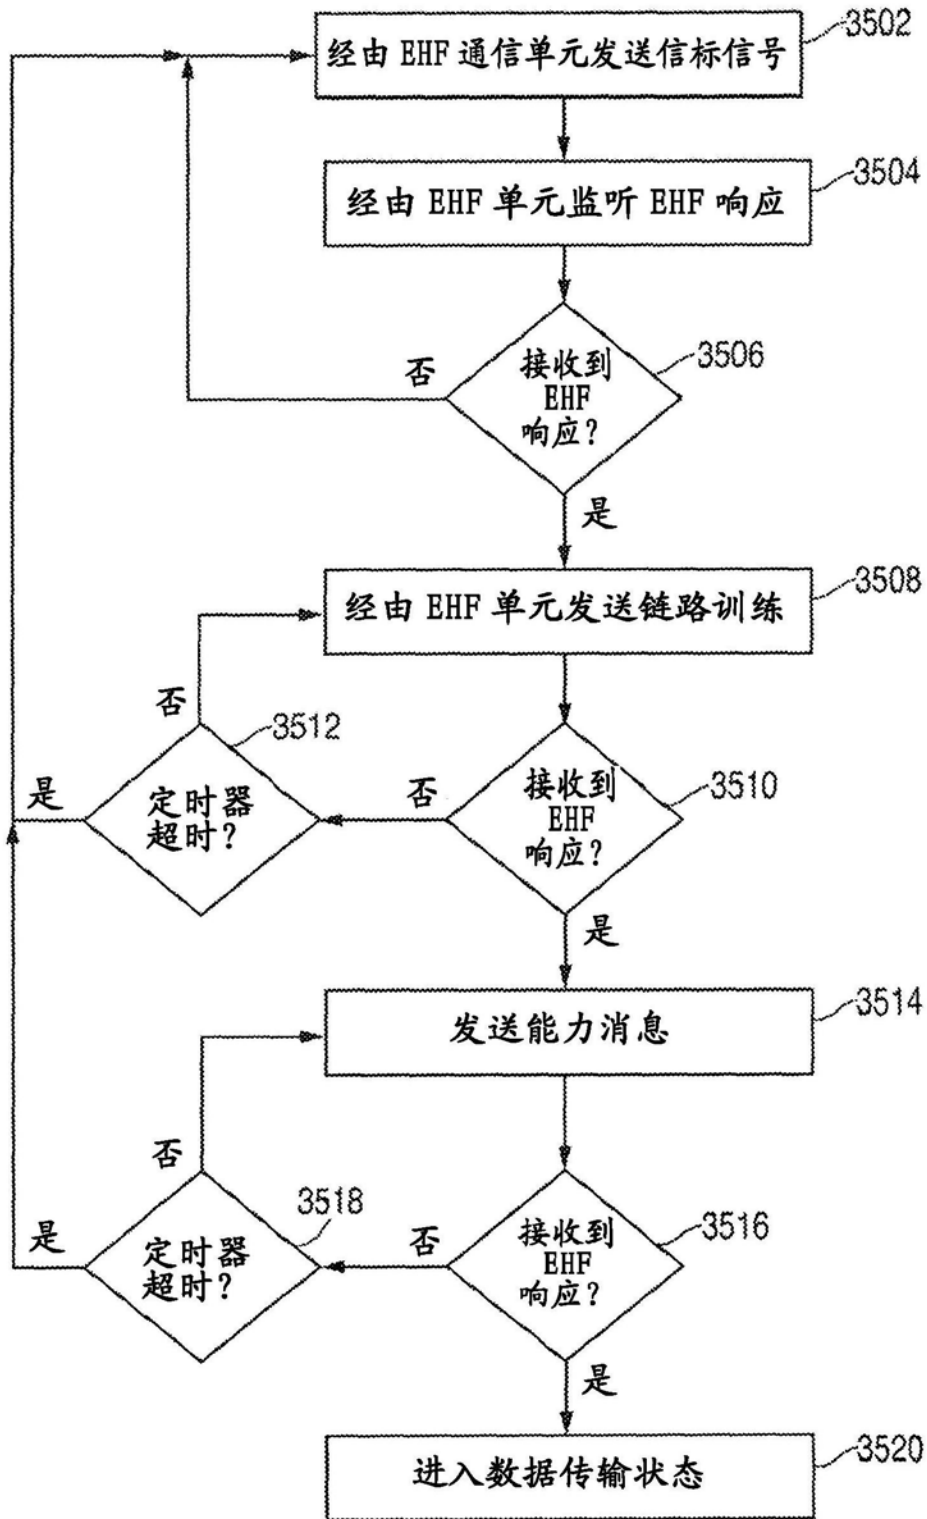 经由 EHF 通信单元发送信标信号
3502
经由 EHF 单元监听 EHF 响应
3504
接收到
EHF
响应？
3506
否
是
经由 EHF 单元发送链路训练
3508
否
3512
定时器
超时？
是
否
接收到
EHF
响应？
3510
是
发送能力消息
3514
否
3518
定时器
超时？
是
否
接收到
EHF
响应？
3516
是
进入数据传输状态
3520